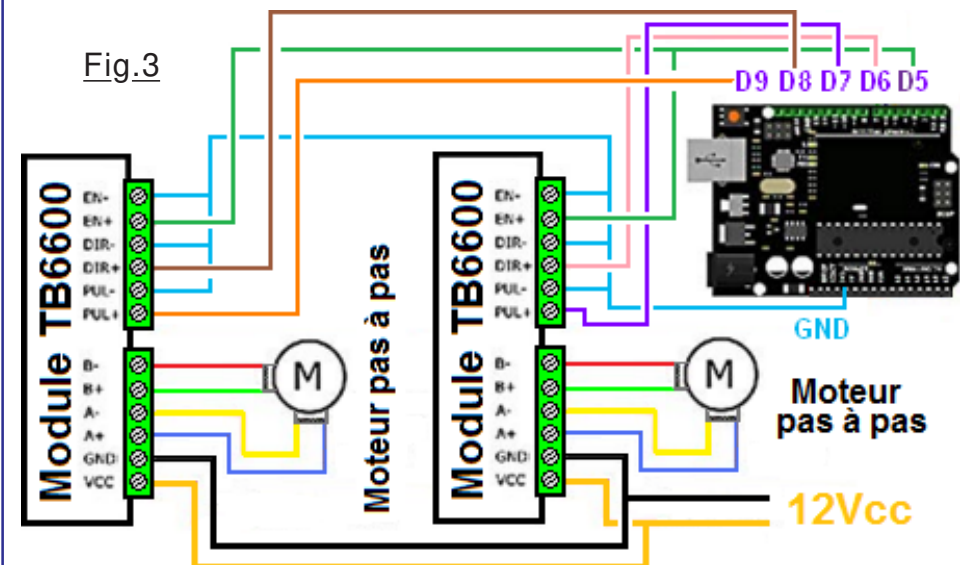 Fig.3
D9 D8 D7 D6 D5
Module TB6600
EN-
EN+
DIR-
DIR+
PUL-
PUL+
B-
B+
A-
A+
GND
VCC
M
Moteur pas à pas
Module TB6600
EN-
EN+
DIR-
DIR+
PUL-
PUL+
B-
B+
A-
A+
GND
VCC
M
GND
Moteur
pas à pas
12Vcc